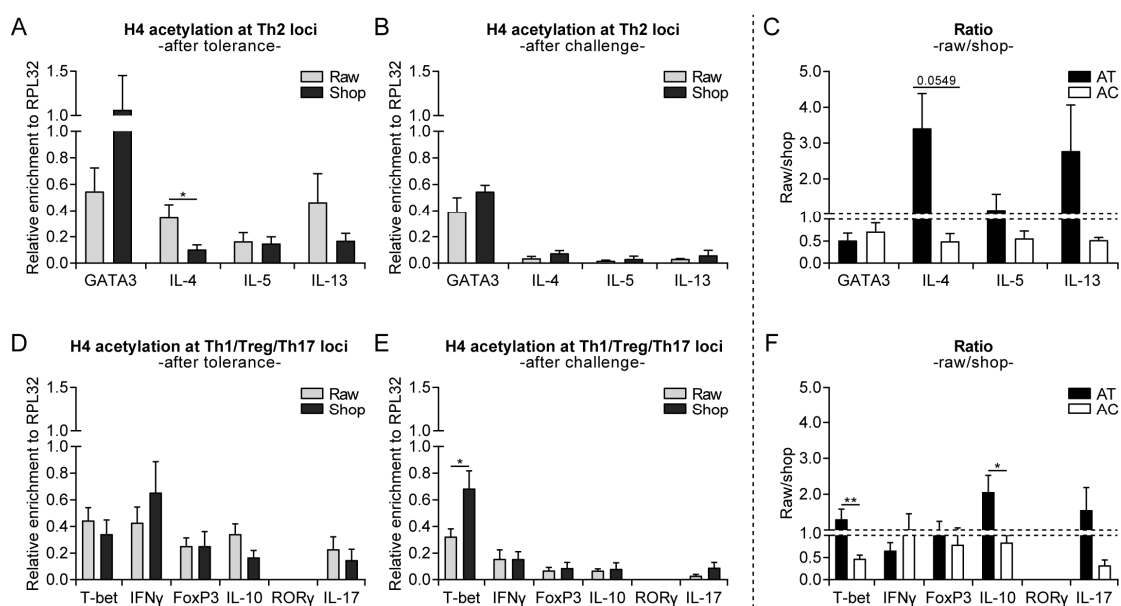 A
H4 acetylation at Th2 loci
-after tolerance-
Relative enrichment to RPL32
1.5
1.0
1.0
0.8
0.6
0.4
0.2
0.0
Raw
Shop
*
GATA3 IL-4 IL-5 IL-13
B
H4 acetylation at Th2 loci
-after challenge-
Relative enrichment to RPL32
1.5
1.0
1.0
0.8
0.6
0.4
0.2
0.0
Raw
Shop
GATA3 IL-4 IL-5 IL-13
C
Ratio
-raw/shop-
Raw/shop
5.0
4.0
3.0
2.0
1.0
0.5
0.0
AT
AC
0.0549
GATA3 IL-4 IL-5 IL-13
D
H4 acetylation at Th1/Treg/Th17 loci
-after tolerance-
Relative enrichment to RPL32
1.5
1.0
1.0
0.8
0.6
0.4
0.2
0.0
Raw
Shop
T-bet IFNγ FoxP3 IL-10 RORγ IL-17
E
H4 acetylation at Th1/Treg/Th17 loci
-after challenge-
Relative enrichment to RPL32
1.5
1.0
1.0
0.8
0.6
0.4
0.2
0.0
Raw
Shop
*
T-bet IFNγ FoxP3 IL-10 RORγ IL-17
F
Ratio
-raw/shop-
Raw/shop
5.0
4.0
3.0
2.0
1.0
1.0
0.5
0.0
AT
AC
**
*
T-bet IFNγ FoxP3 IL-10 RORγ IL-17